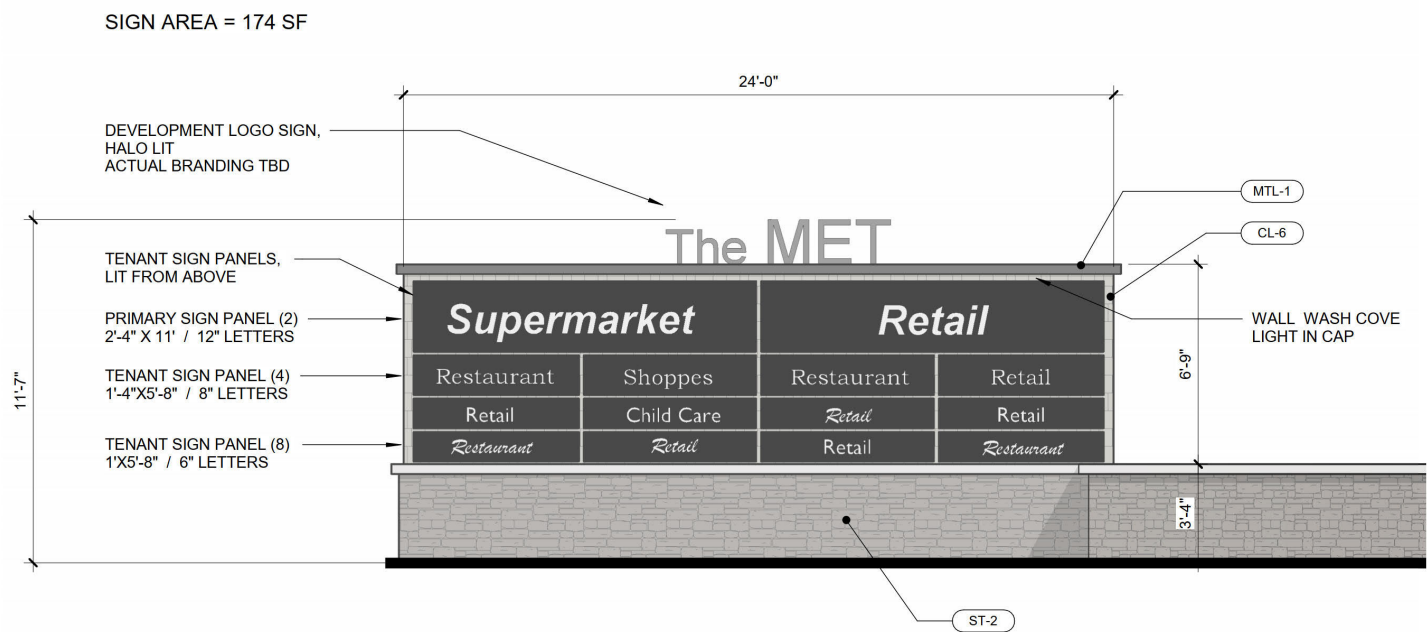 SIGN AREA = 174 SF
24'-0"
DEVELOPMENT LOGO SIGN,
HALO LIT
ACTUAL BRANDING TBD
MTL-1
CL-6
The MET
TENANT SIGN PANELS,
LIT FROM ABOVE
Supermarket Retail
PRIMARY SIGN PANEL (2)
2'-4" X 11' / 12" LETTERS
WALL WASH COVE
LIGHT IN CAP
11'-7"
6'-9"
TENANT SIGN PANEL (4)
1'-4"X5'-8" / 8" LETTERS
Restaurant Shoppes Restaurant Retail
Retail Child Care Retail Retail
TENANT SIGN PANEL (8)
1'X5'-8" / 6" LETTERS
Restaurant Retail Retail Restaurant
3'-4"
ST-2